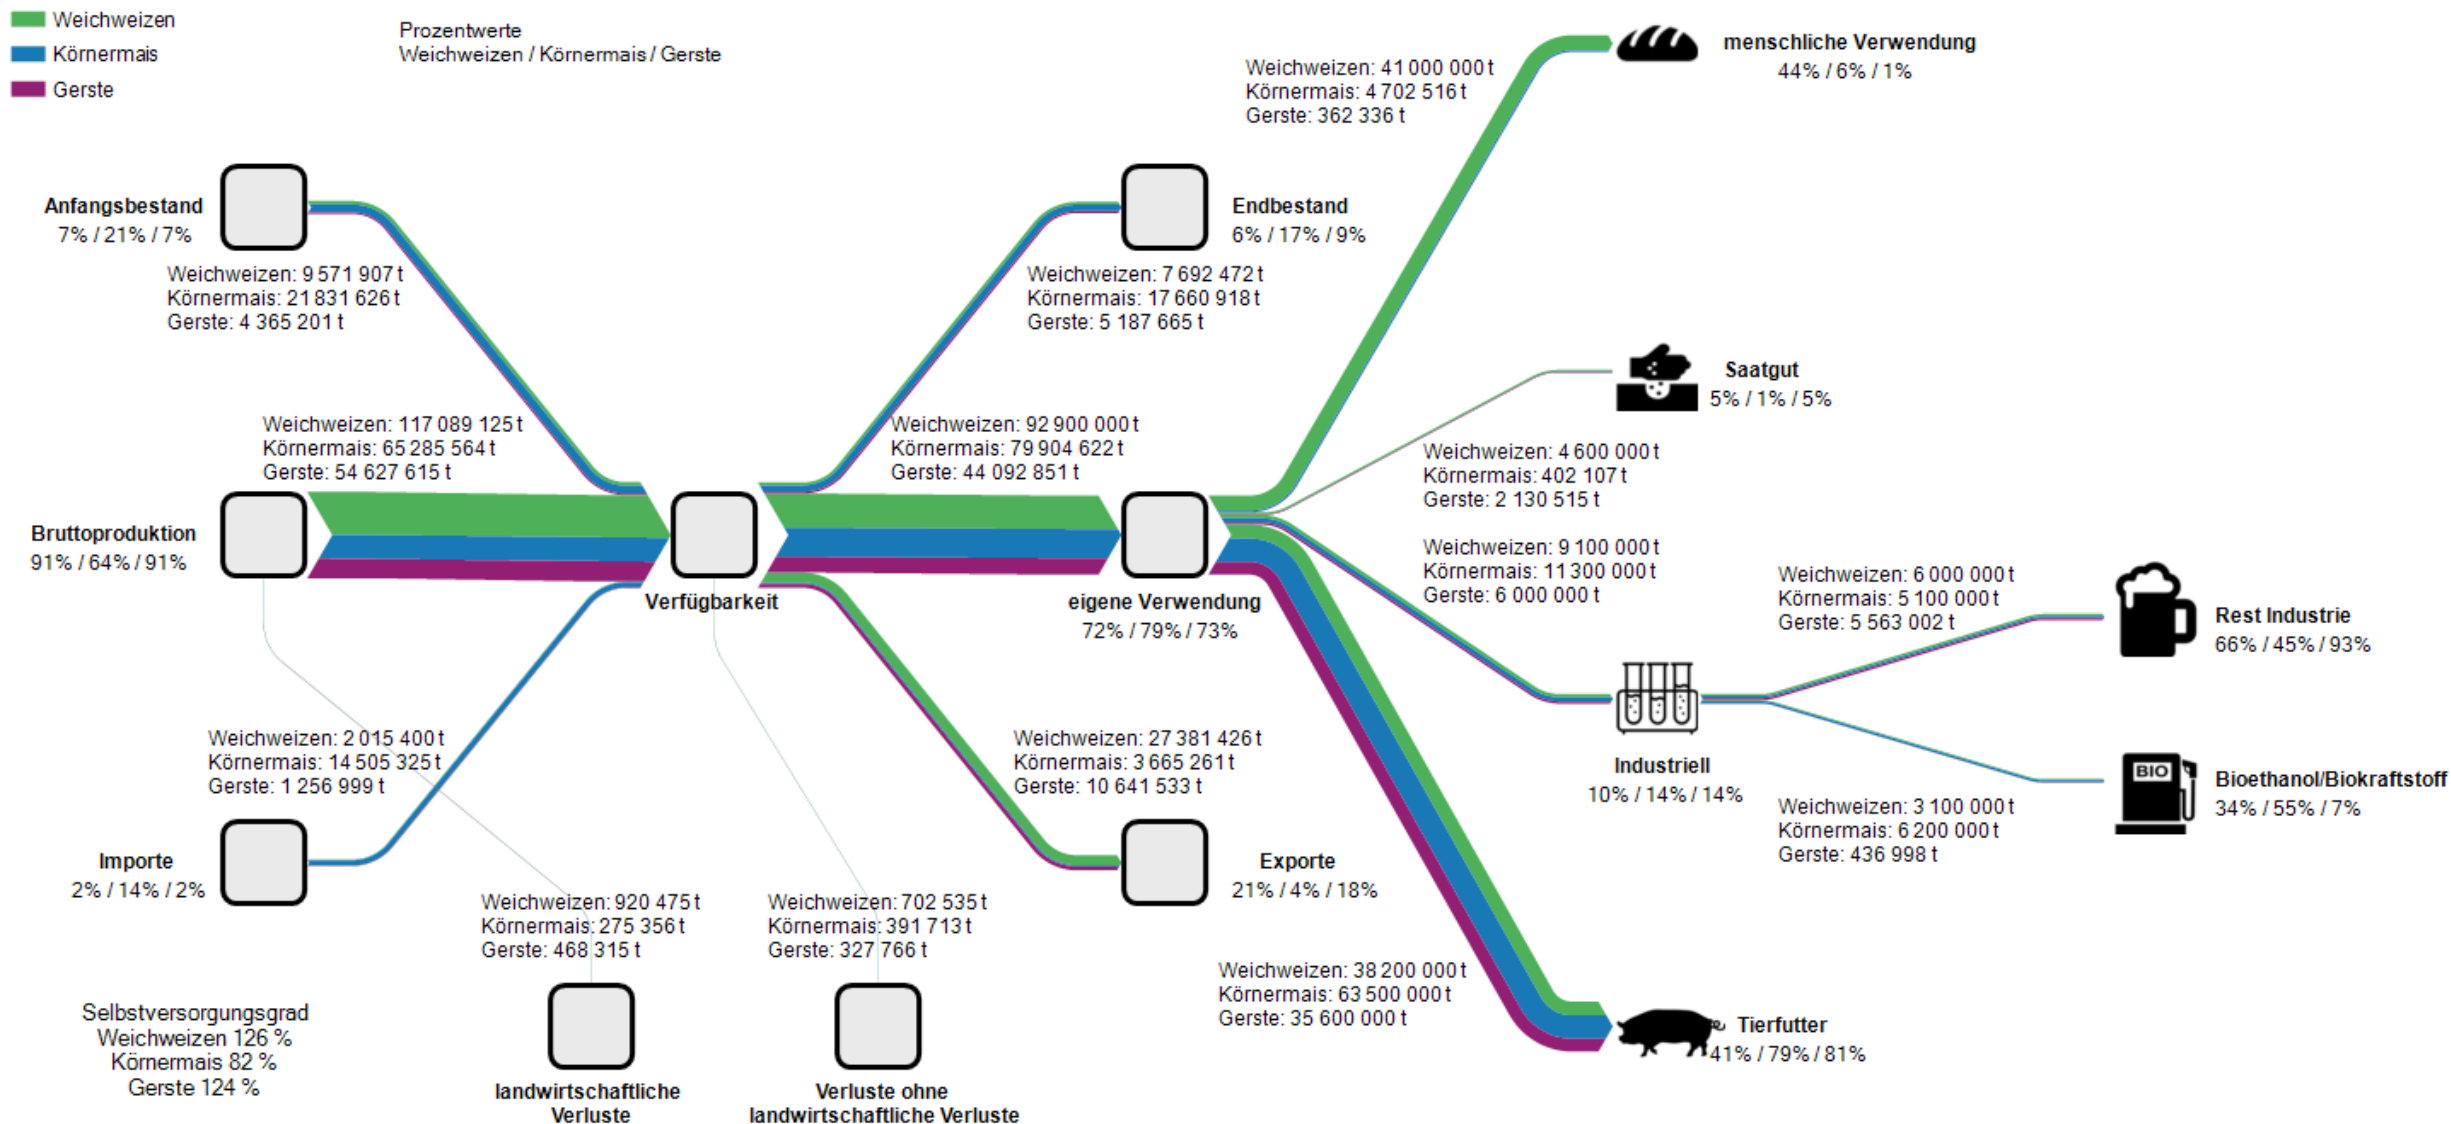 Weichweizen
Körnermais
Gerste
Prozentwerte
Weichweizen / Körnermais / Gerste
menschliche Verwendung
44% / 6% / 1%
Weichweizen: 41 000 000 t
Körnermais: 4 702 516 t
Gerste: 362 336 t
Anfangsbestand
7% / 21% / 7%
Weichweizen: 9 571 907 t
Körnermais: 21 831 626 t
Gerste: 4 365 201 t
Endbestand
6% / 17% / 9%
Weichweizen: 7 692 472 t
Körnermais: 17 660 918 t
Gerste: 5 187 665 t
Saatgut
5% / 1% / 5%
Weichweizen: 4 600 000 t
Körnermais: 402 107 t
Gerste: 2 130 515 t
Weichweizen: 117 089 125 t
Körnermais: 65 285 564 t
Gerste: 54 627 615 t
Weichweizen: 92 900 000 t
Körnermais: 79 904 622 t
Gerste: 44 092 851 t
Bruttoproduktion
91% / 64% / 91%
Verfügbarkeit
eigene Verwendung
72% / 79% / 73%
Weichweizen: 9 100 000 t
Körnermais: 11 300 000 t
Gerste: 6 000 000 t
Weichweizen: 6 000 000 t
Körnermais: 5 100 000 t
Gerste: 5 563 002 t
Rest Industrie
66% / 45% / 93%
Industriell
10% / 14% / 14%
BIO
Bioethanol/Biokraftstoff
34% / 55% / 7%
Weichweizen: 3 100 000 t
Körnermais: 6 200 000 t
Gerste: 436 998 t
Weichweizen: 2 015 400 t
Körnermais: 14 505 325 t
Gerste: 1 256 999 t
Importe
2% / 14% / 2%
Weichweizen: 27 381 426 t
Körnermais: 3 665 261 t
Gerste: 10 641 533 t
Exporte
21% / 4% / 18%
Weichweizen: 920 475 t
Körnermais: 275 356 t
Gerste: 468 315 t
landwirtschaftliche
Verluste
Weichweizen: 702 535 t
Körnermais: 391 713 t
Gerste: 327 766 t
Verluste ohne
landwirtschaftliche Verluste
Weichweizen: 38 200 000 t
Körnermais: 63 500 000 t
Gerste: 35 600 000 t
Tierfutter
41% / 79% / 81%
Selbstversorgungsgrad
Weichweizen 126 %
Körnermais 82 %
Gerste 124 %